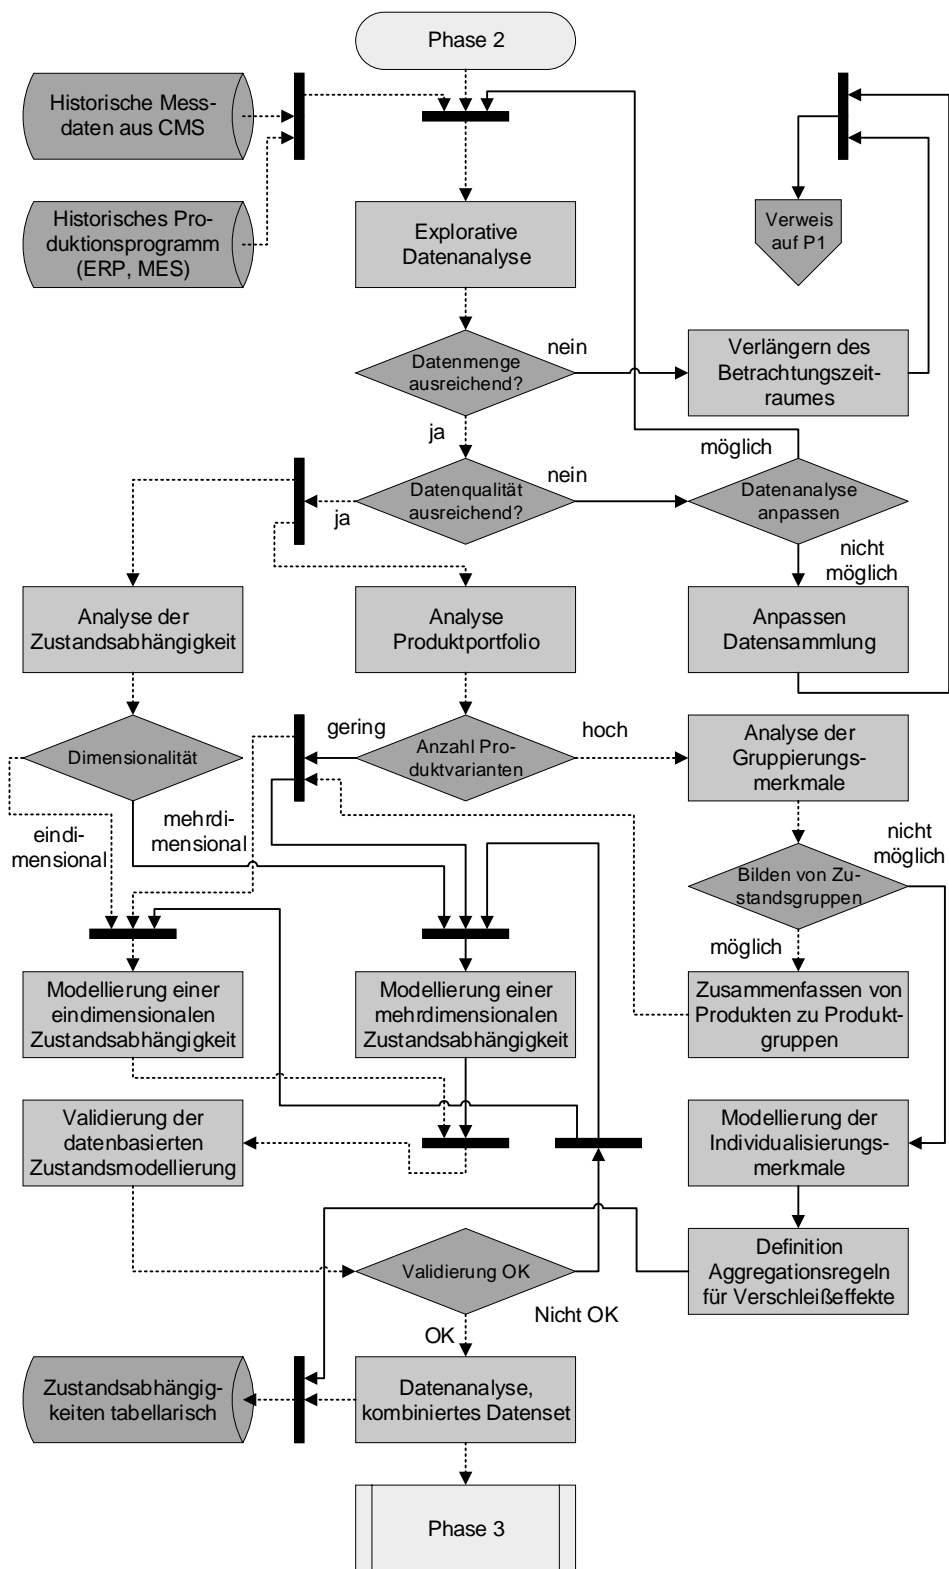 Phase 2
Historische Mess-
daten aus CMS
Historisches Pro-
duktionsprogramm
(ERP, MES)
Explorative
Datenanalyse
Verweis
auf P1
Datenmenge
ausreichend?
nein
ja
Verlängern des
Betrachtungszeit-
raumes
möglich
Datenqualität
ausreichend?
nein
ja
Datenanalyse
anpassen
nicht
möglich
Analyse der
Zustandsabhängigkeit
Analyse
Produktportfolio
Anpassen
Datensammlung
Dimensionalität
gering
Anzahl Pro-
duktvarianten
hoch
Analyse der
Gruppierungs-
merkmale
eindi-
mensional
mehrdi-
mensional
nicht
möglich
Bilden von Zu-
standsgruppen
möglich
Modellierung einer
eindimensionalen
Zustandsabhängigkeit
Modellierung einer
mehrdimensionalen
Zustandsabhängigkeit
Zusammenfassen von
Produkten zu Produkt-
gruppen
Validierung der
datenbasierten
Zustandsmodellierung
Modellierung der
Individualisierungs-
merkmale
Validierung OK
Nicht OK
OK
Definition
Aggregationsregeln
für Verschleißeffekte
Zustandsabhängig-
keiten tabellarisch
Datenanalyse,
kombiniertes Datenset
Phase 3